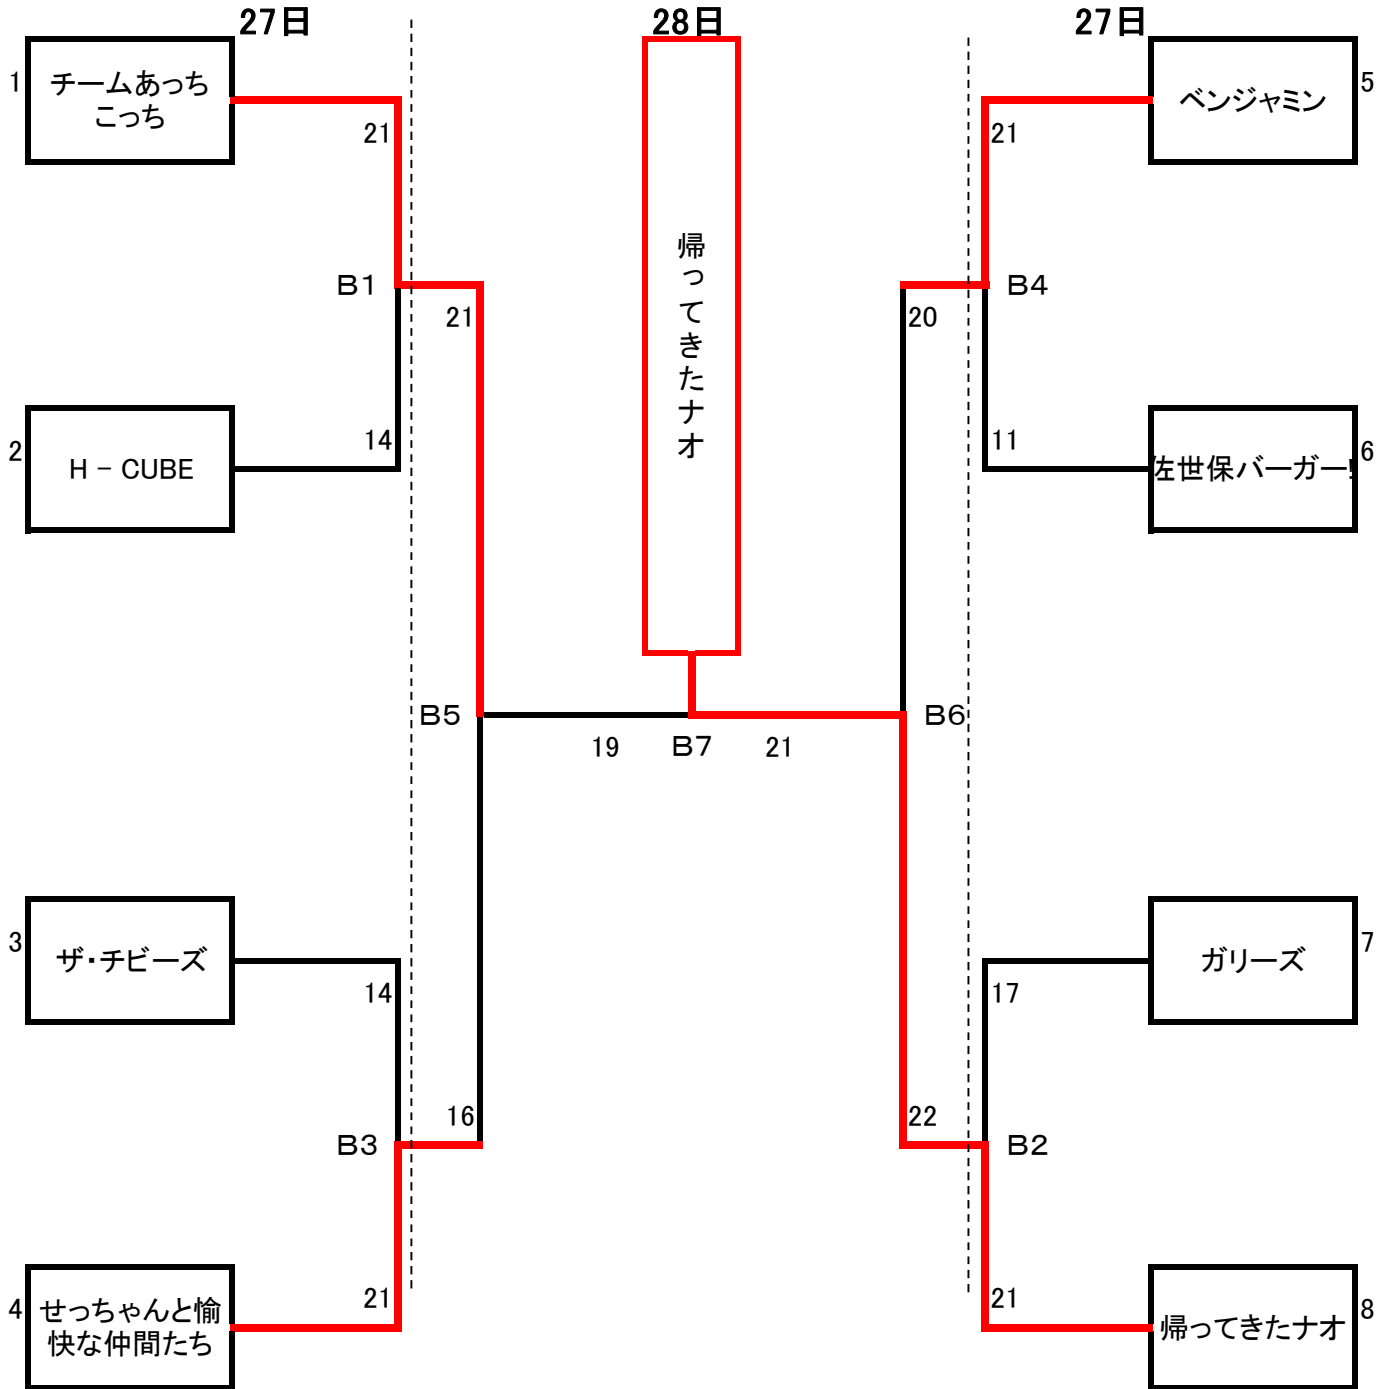 27日
28日
27日
1
チームあっち
こっち
21
B1
21
2
H － CUBE
14
3
ザ・チビーズ
14
B3
16
4
せっちゃんと愉
快な仲間たち
21
B5
19
B7
21
帰ってきたナオ
B6
5
ベンジャミン
21
20
B4
6
佐世保バーガー!
11
7
ガリーズ
17
22
B2
8
帰ってきたナオ
21